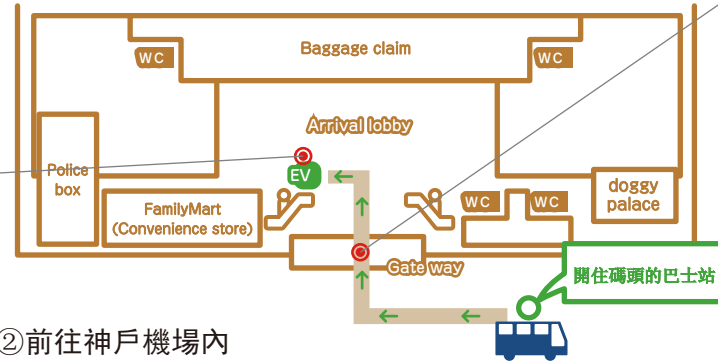 Baggage claim
WC
WC
Arrival lobby
Police
box
EV
FamilyMart
(Convenience store)
WC
WC
doggy
palace
Gate way
開往碼頭的巴士站
②前往神戶機場內